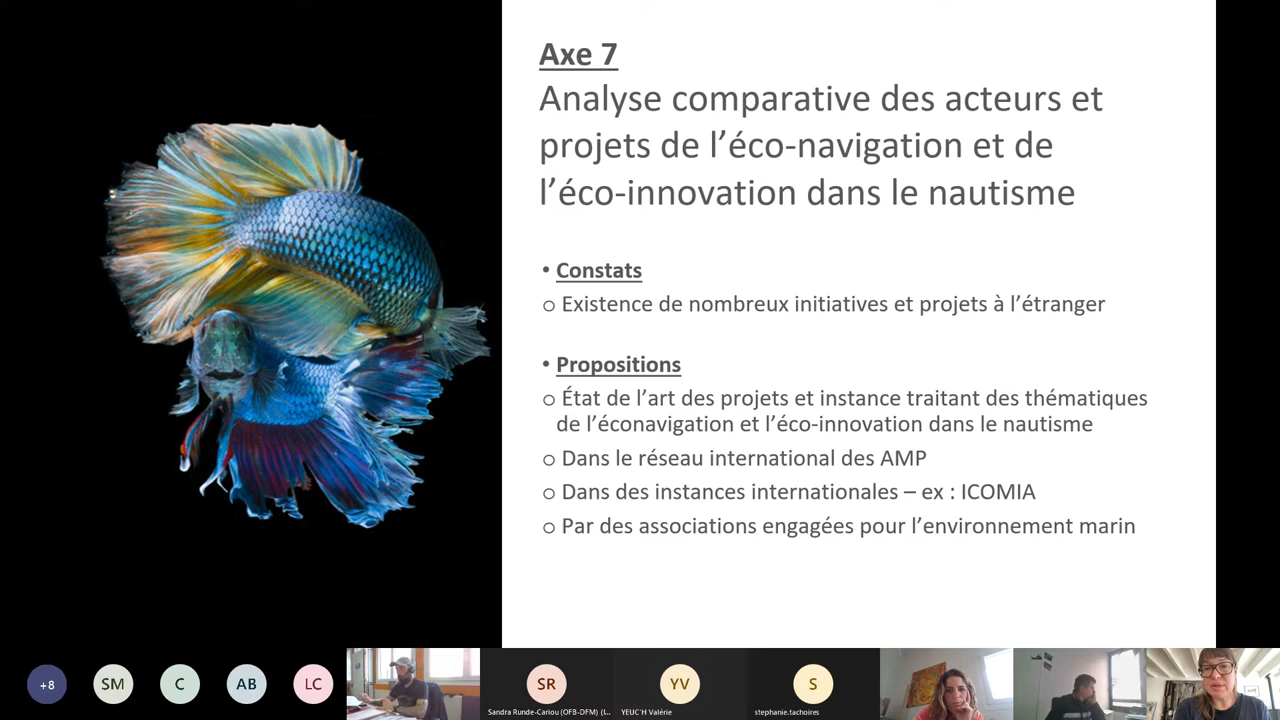 Axe 7
Analyse comparative des acteurs et
projets de l’éco-navigation et de
l’éco-innovation dans le nautisme
• Constats
o Existence de nombreux initiatives et projets à l’étranger
• Propositions
o État de l’art des projets et instance traitant des thématiques
de l’éconavigation et l’éco-innovation dans le nautisme
o Dans le réseau international des AMP
o Dans des instances internationales – ex : ICOMIA
o Par des associations engagées pour l’environnement marin
+8 SM C AB LC SR YV S
Sandra Runde-Cariou (OFB-DFM) (I... YEUC'H Valérie stephanie.tachoires